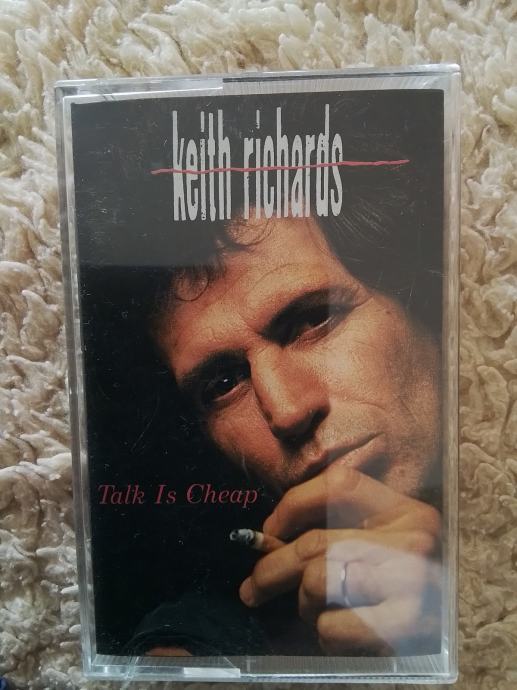 keith richards
Talk Is Cheap